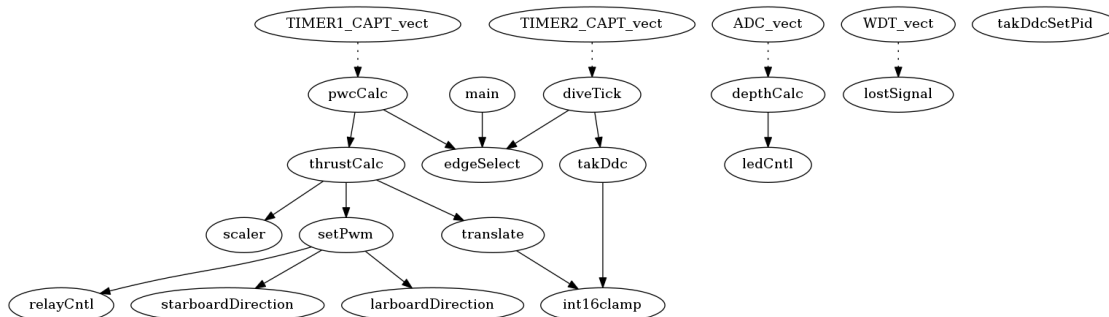 TIMER1_CAPT_vect
TIMER2_CAPT_vect
ADC_vect
WDT_vect
takDdcSetPid
pwcCalc
main
diveTick
depthCalc
lostSignal
thrustCalc
edgeSelect
takDdc
ledCntl
scaler
setPwm
translate
relayCntl
starboardDirection
larboardDirection
int16clamp